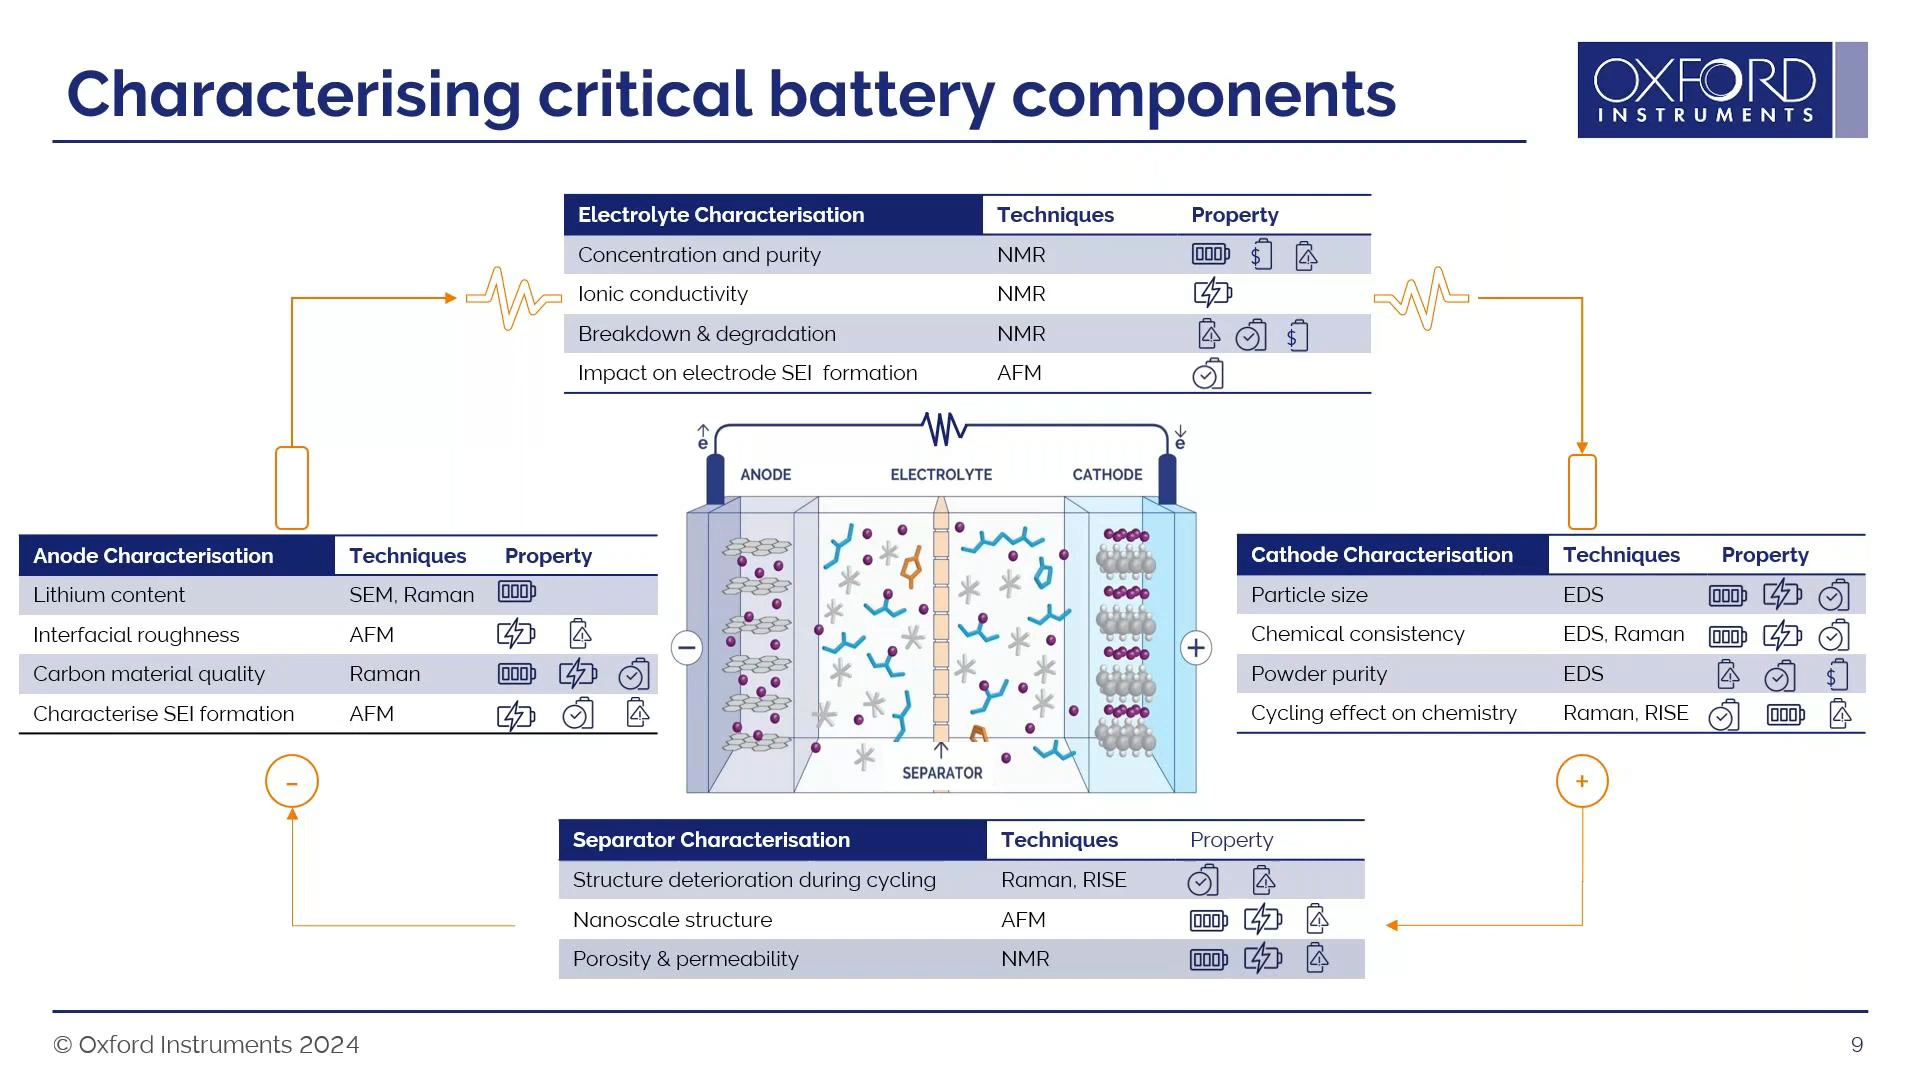 Characterising critical battery components
OXFORD
INSTRUMENTS
Electrolyte Characterisation Techniques Property
Concentration and purity NMR $
Ionic conductivity NMR
Breakdown & degradation NMR $
Impact on electrode SEI formation AFM
e e
ANODE ELECTROLYTE CATHODE
Anode Characterisation Techniques Property
Lithium content SEM, Raman
Interfacial roughness AFM
Carbon material quality Raman
Characterise SEI formation AFM
− +
Cathode Characterisation Techniques Property
Particle size EDS
Chemical consistency EDS, Raman
Powder purity EDS $
Cycling effect on chemistry Raman, RISE
SEPARATOR
- +
Separator Characterisation Techniques Property
Structure deterioration during cycling Raman, RISE
Nanoscale structure AFM
Porosity & permeability NMR
© Oxford Instruments 2024 9